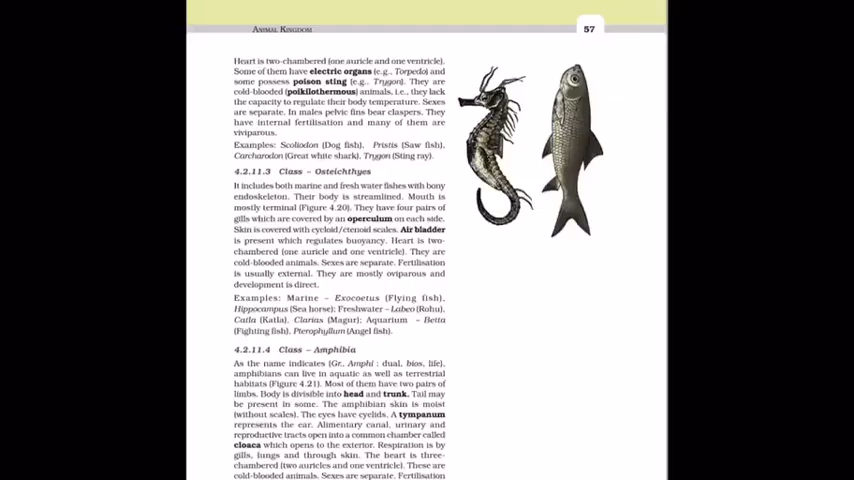 ANIMAL KINGDOM
57
Heart is two-chambered (one auricle and one ventricle).
Some of them have electric organs (e.g., Torpedo) and
some possess poison sting (e.g., Trygon). They are
cold-blooded (poikilothermous) animals, i.e., they lack
the capacity to regulate their body temperature. Sexes
are separate. In males pelvic fins bear claspers. They
have internal fertilisation and many of them are
viviparous.
Examples: Scoliodon (Dog fish), Pristis (Saw fish),
Carcharodon (Great white shark), Trygon (Sting ray).
4.2.11.3 Class – Osteichthyes
It includes both marine and fresh water fishes with bony
endoskeleton. Their body is streamlined. Mouth is
mostly terminal (Figure 4.20). They have four pairs of
gills which are covered by an operculum on each side.
Skin is covered with cycloid/ctenoid scales. Air bladder
is present which regulates buoyancy. Heart is two-
chambered (one auricle and one ventricle). They are
cold-blooded animals. Sexes are separate. Fertilisation
is usually external. They are mostly oviparous and
development is direct.
Examples: Marine – Exocoetus (Flying fish),
Hippocampus (Sea horse); Freshwater – Labeo (Rohu),
Catla (Katla), Clarias (Magur); Aquarium – Betta
(Fighting fish), Pterophyllum (Angel fish).
4.2.11.4 Class – Amphibia
As the name indicates (Gr., Amphi : dual, bios, life),
amphibians can live in aquatic as well as terrestrial
habitats (Figure 4.21). Most of them have two pairs of
limbs. Body is divisible into head and trunk. Tail may
be present in some. The amphibian skin is moist
(without scales). The eyes have eyelids. A tympanum
represents the ear. Alimentary canal, urinary and
reproductive tracts open into a common chamber called
cloaca which opens to the exterior. Respiration is by
gills, lungs and through skin. The heart is three-
chambered (two auricles and one ventricle). These are
cold-blooded animals. Sexes are separate. Fertilisation